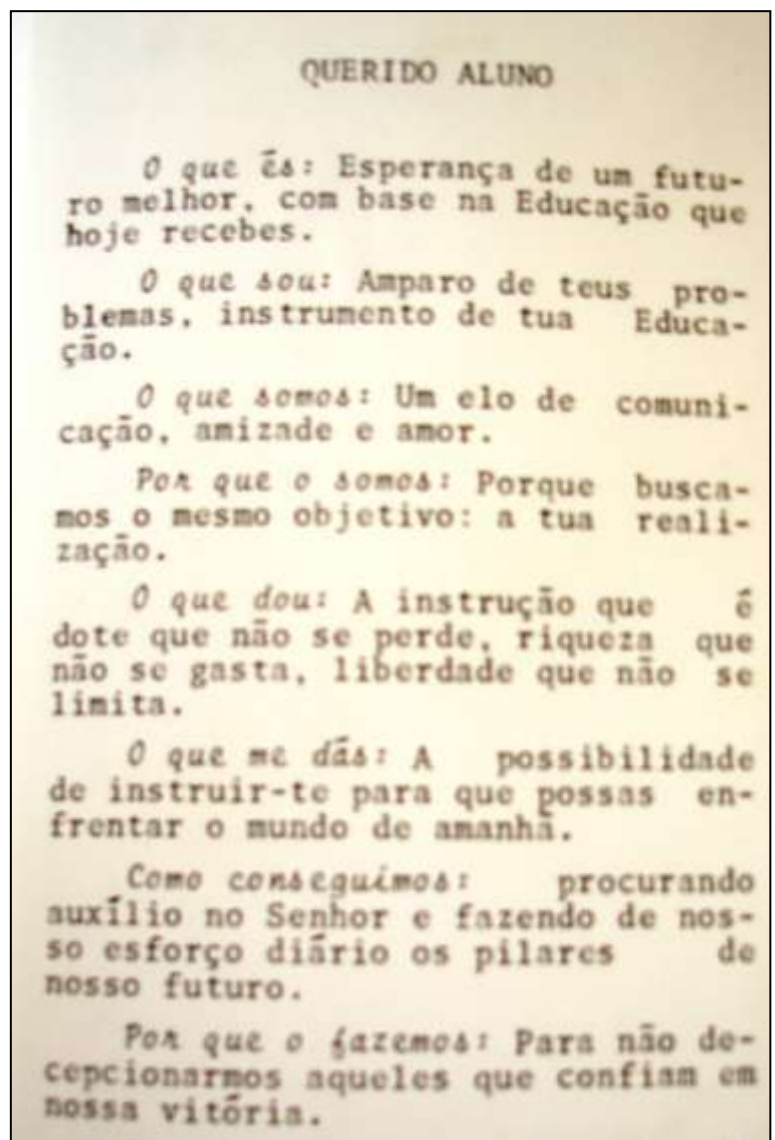 QUERIDO ALUNO
O que és: Esperança de um futu-
ro melhor, com base na Educação que
hoje recebes.
O que sou: Amparo de teus pro-
blemas, instrumento de tua Educa-
ção.
O que somos: Um elo de comuni-
cação, amizade e amor.
Por que o somos: Porque busca-
mos o mesmo objetivo: a tua reali-
zação.
O que dou: A instrução que é
dote que não se perde, riqueza que
não se gasta, liberdade que não se
limita.
O que me dás: A possibilidade
de instruir-te para que possas en-
frentar o mundo de amanhã.
Como conseguimos: procurando
auxílio no Senhor e fazendo de nos-
so esforço diário os pilares de
nosso futuro.
Por que o fazemos: Para não de-
cepcionarmos aqueles que confiam em
nossa vitória.